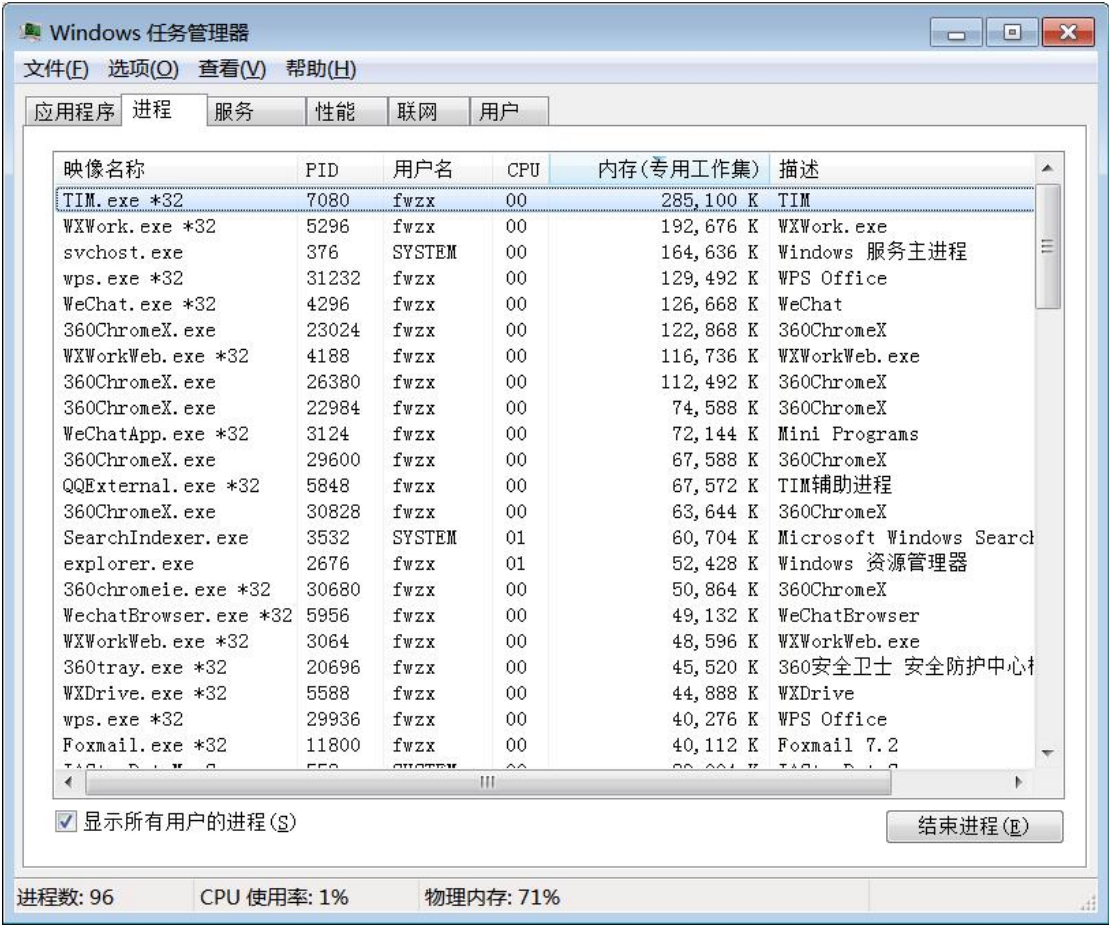 Windows 任务管理器
文件(F) 选项(O) 查看(V) 帮助(H)
应用程序 进程 服务 性能 联网 用户
映像名称 PID 用户名 CPU 内存(专用工作集) 描述
TIM.exe *32 7080 fwzx 00 285,100 K TIM
WXWork.exe *32 5296 fwzx 00 192,676 K WXWork.exe
svchost.exe 376 SYSTEM 00 164,636 K Windows 服务主进程
wps.exe *32 31232 fwzx 00 129,492 K WPS Office
WeChat.exe *32 4296 fwzx 00 126,668 K WeChat
360ChromeX.exe 23024 fwzx 00 122,868 K 360ChromeX
WXWorkWeb.exe *32 4188 fwzx 00 116,736 K WXWorkWeb.exe
360ChromeX.exe 26380 fwzx 00 112,492 K 360ChromeX
360ChromeX.exe 22984 fwzx 00 74,588 K 360ChromeX
WeChatApp.exe *32 3124 fwzx 00 72,144 K Mini Programs
360ChromeX.exe 29600 fwzx 00 67,588 K 360ChromeX
QQExternal.exe *32 5848 fwzx 00 67,572 K TIM辅助进程
360ChromeX.exe 30828 fwzx 00 63,644 K 360ChromeX
SearchIndexer.exe 3532 SYSTEM 01 60,704 K Microsoft Windows Search
explorer.exe 2676 fwzx 01 52,428 K Windows 资源管理器
360chromeie.exe *32 30680 fwzx 00 50,864 K 360ChromeX
WechatBrowser.exe *32 5956 fwzx 00 49,132 K WeChatBrowser
WXWorkWeb.exe *32 3064 fwzx 00 48,596 K WXWorkWeb.exe
360tray.exe *32 20696 fwzx 00 45,520 K 360安全卫士 安全防护中心
WXDrive.exe *32 5588 fwzx 00 44,888 K WXDrive
wps.exe *32 29936 fwzx 00 40,276 K WPS Office
Foxmail.exe *32 11800 fwzx 00 40,112 K Foxmail 7.2
显示所有用户的进程(S) 结束进程(E)
进程数: 96 CPU 使用率: 1% 物理内存: 71%